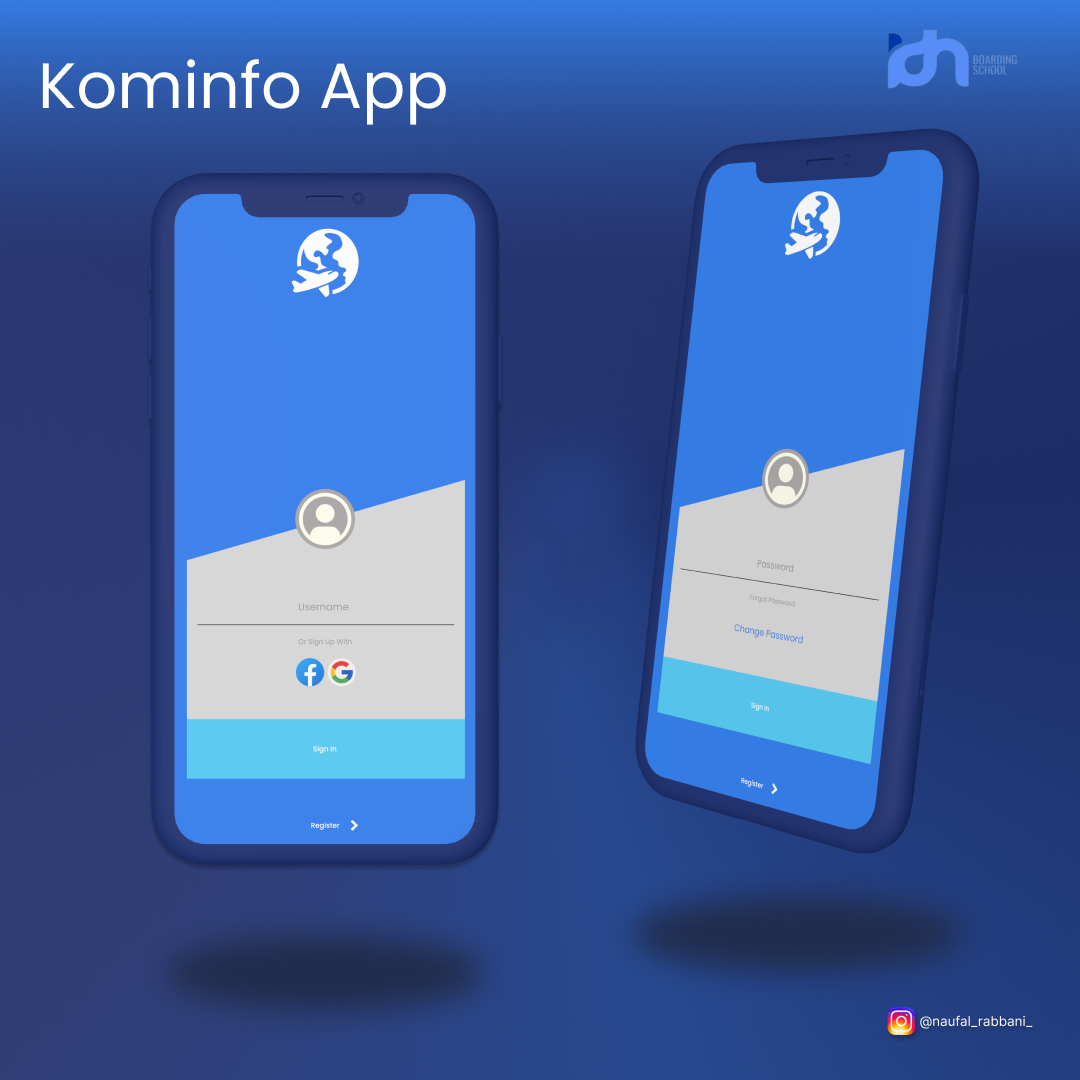 Kominfo App
BOARDING
SCHOOL
Username
Or Sign Up With
Sign In
Register
Password
Forgot Password
Change Password
Sign In
Register
@naufal_rabbani_